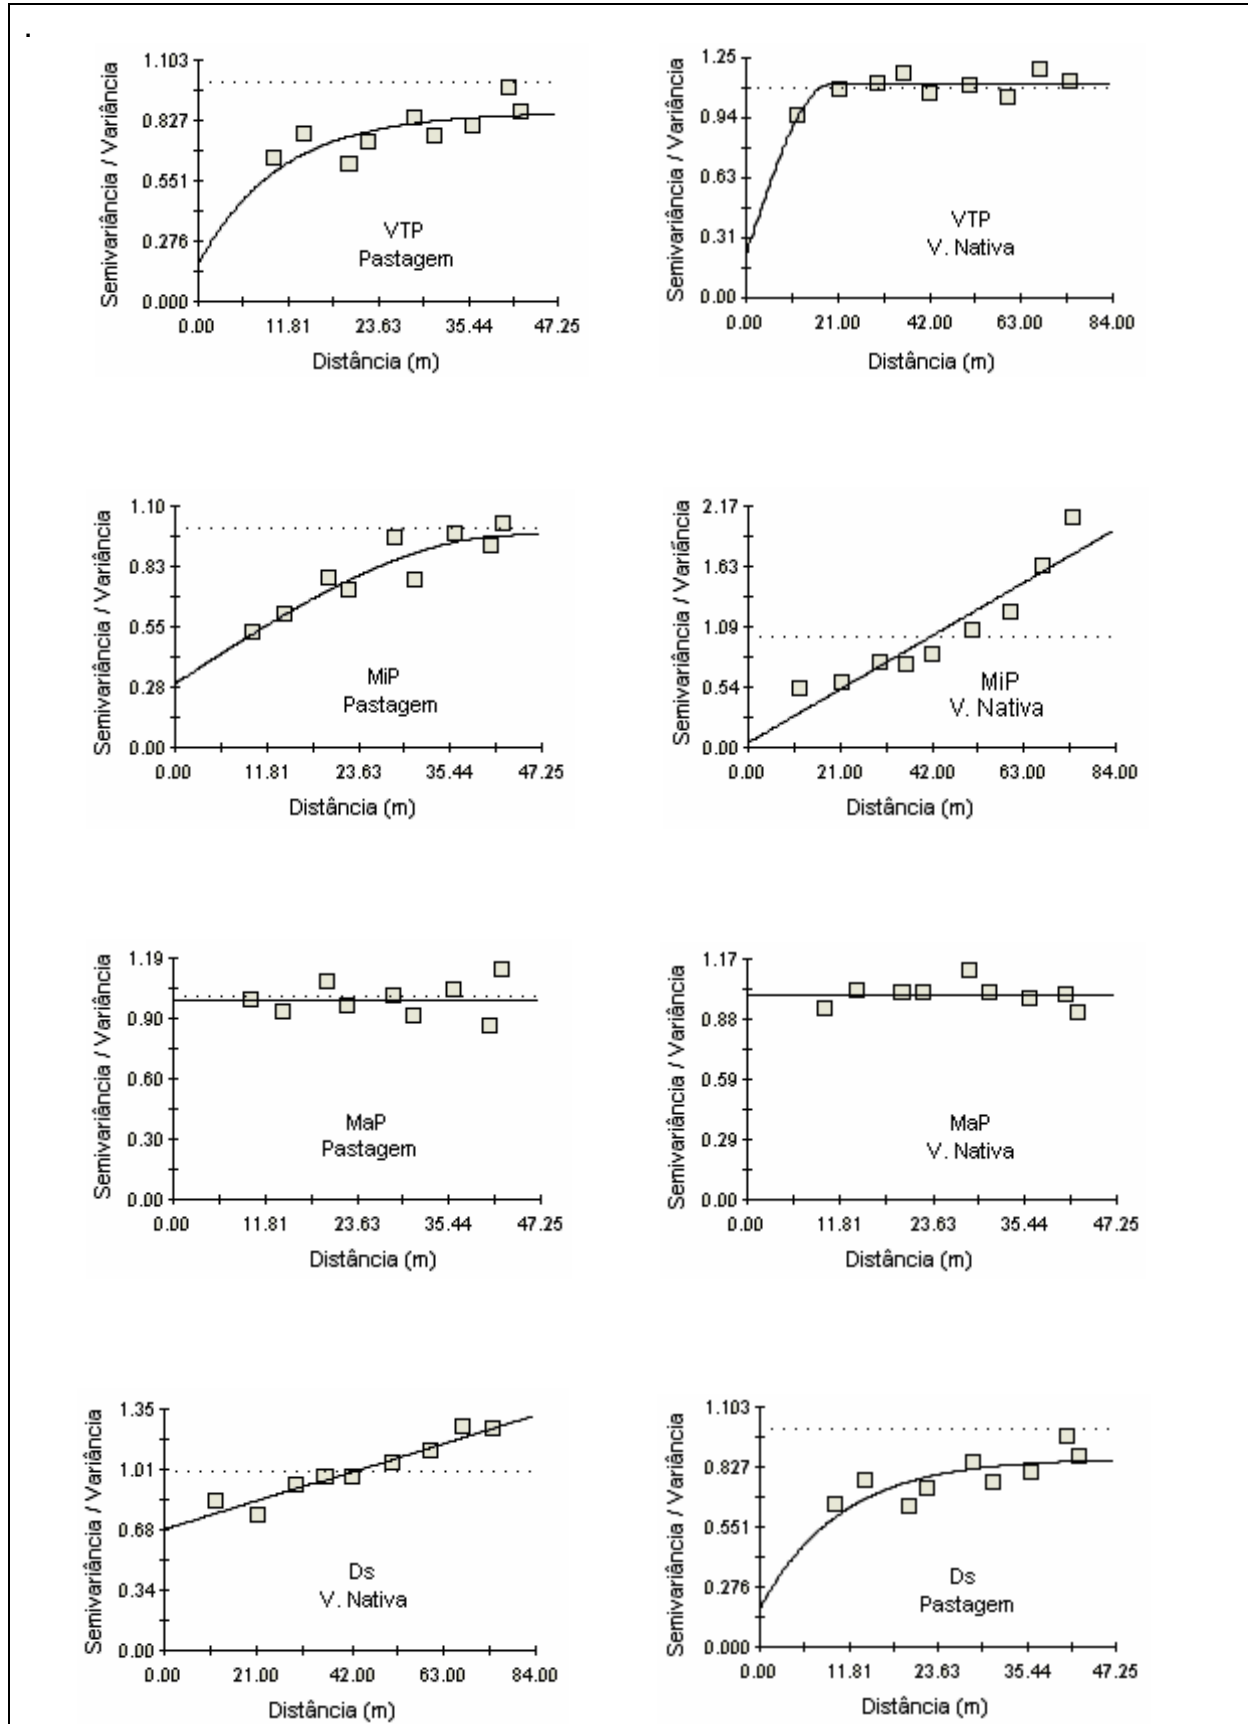 .
Semivariância / Variância
1.103
0.827
0.551
0.276
0.000
VTP
Pastagem
0.00 11.81 23.63 35.44 47.25
Distância (m)
Semivariância / Variância
1.25
0.94
0.63
0.31
0.00
VTP
V. Nativa
0.00 21.00 42.00 63.00 84.00
Distância (m)
Semivariância / Variância
1.10
0.83
0.55
0.28
0.00
MiP
Pastagem
0.00 11.81 23.63 35.44 47.25
Distância (m)
Semivariância / Variância
2.17
1.63
1.09
0.54
0.00
MiP
V. Nativa
0.00 21.00 42.00 63.00 84.00
Distância (m)
Semivariância / Variância
1.19
0.90
0.60
0.30
0.00
MaP
Pastagem
0.00 11.81 23.63 35.44 47.25
Distância (m)
Semivariância / Variância
1.17
0.88
0.59
0.29
0.00
MaP
V. Nativa
0.00 11.81 23.63 35.44 47.25
Distância (m)
Semivariância / Variância
1.35
1.01
0.68
0.34
0.00
Ds
V. Nativa
0.00 21.00 42.00 63.00 84.00
Distância (m)
Semivariância / Variância
1.103
0.827
0.551
0.276
0.000
Ds
Pastagem
0.00 11.81 23.63 35.44 47.25
Distância (m)